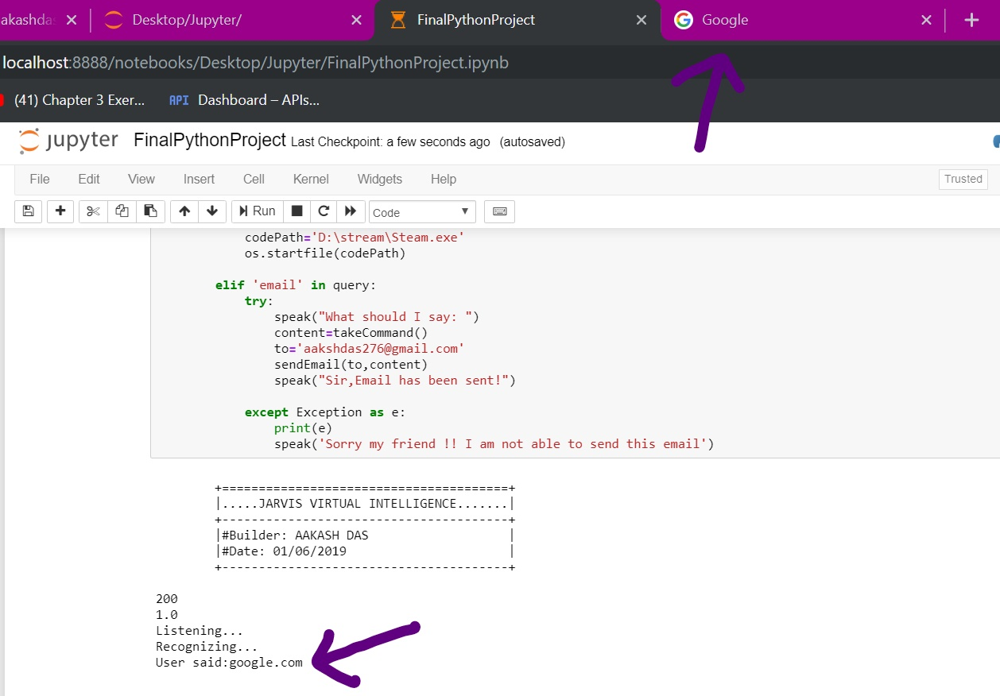 akashda
Desktop/Jupyter/
FinalPythonProject
Google
localhost:8888/notebooks/Desktop/Jupyter/FinalPythonProject.ipynb
(41) Chapter 3 Exer...
API Dashboard – APIs...
jupyter FinalPythonProject Last Checkpoint: a few seconds ago (autosaved)
File Edit View Insert Cell Kernel Widgets Help
Trusted
Run
Code
codePath='D:\stream\Steam.exe'
os.startfile(codePath)
elif 'email' in query:
try:
speak("What should I say: ")
content=takeCommand()
to='aakshdas276@gmail.com'
sendEmail(to,content)
speak("Sir,Email has been sent!")
except Exception as e:
print(e)
speak('Sorry my friend !! I am not able to send this email')
+=======================================+
|.....JARVIS VIRTUAL INTELLIGENCE.......|
+---------------------------------------+
|#Builder: AAKASH DAS |
|#Date: 01/06/2019 |
+---------------------------------------+
200
1.0
Listening...
Recognizing...
User said:google.com